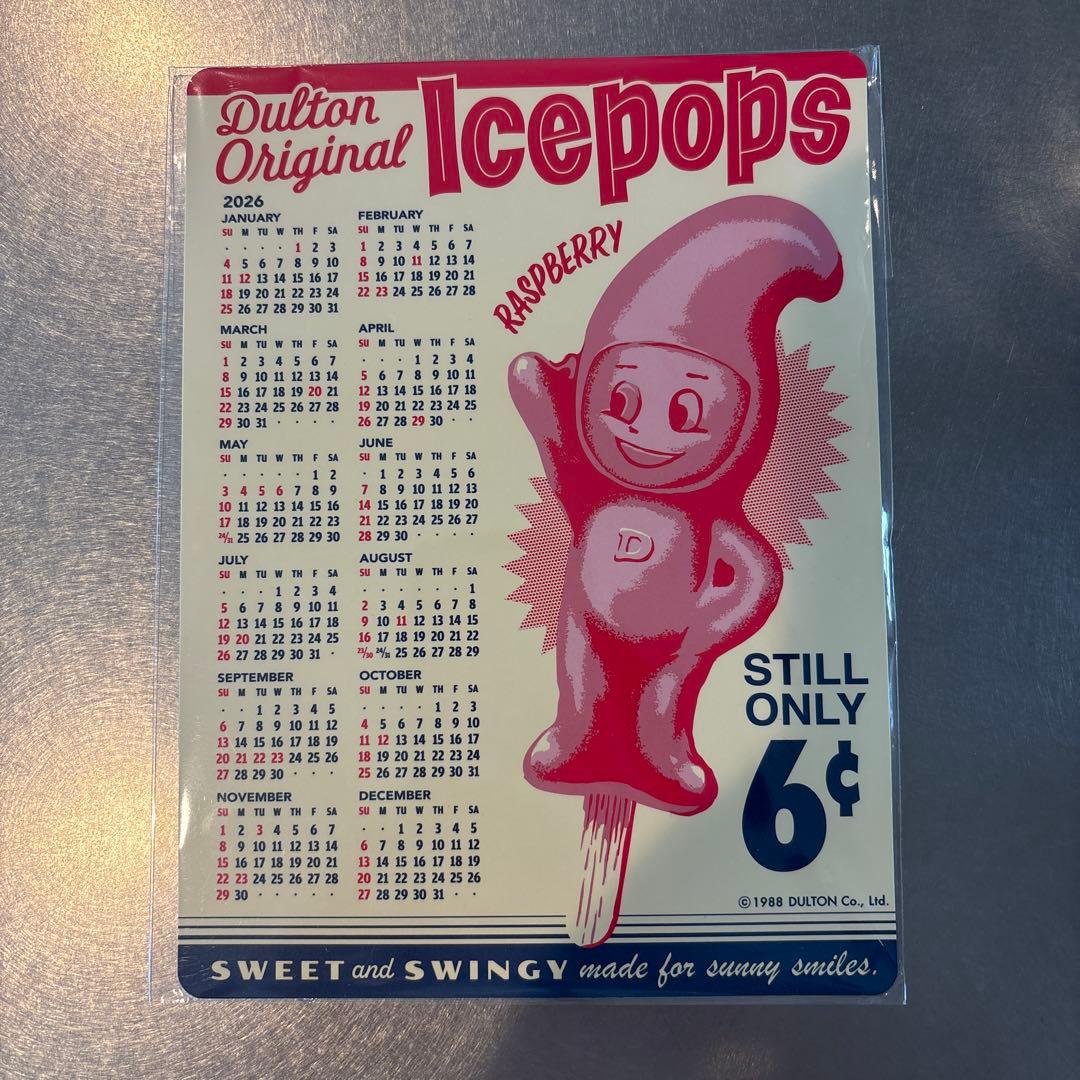 Dulton
Original
Icepops
RASPBERRY
2026
JANUARY
SU M TU W TH F SA
· · · · 1 2 3
4 5 6 7 8 9 10
11 12 13 14 15 16 17
18 19 20 21 22 23 24
25 26 27 28 29 30 31
FEBRUARY
SU M TU W TH F SA
1 2 3 4 5 6 7
8 9 10 11 12 13 14
15 16 17 18 19 20 21
22 23 24 25 26 27 28
MARCH
SU M TU W TH F SA
1 2 3 4 5 6 7
8 9 10 11 12 13 14
15 16 17 18 19 20 21
22 23 24 25 26 27 28
29 30 31 · · · ·
APRIL
SU M TU W TH F SA
· · · 1 2 3 4
5 6 7 8 9 10 11
12 13 14 15 16 17 18
19 20 21 22 23 24 25
26 27 28 29 30 · ·
MAY
SU M TU W TH F SA
· · · · · 1 2
3 4 5 6 7 8 9
10 11 12 13 14 15 16
17 18 19 20 21 22 23
24/31 25 26 27 28 29 30
JUNE
SU M TU W TH F SA
· 1 2 3 4 5 6
7 8 9 10 11 12 13
14 15 16 17 18 19 20
21 22 23 24 25 26 27
28 29 30 · · · ·
JULY
SU M TU W TH F SA
· · · 1 2 3 4
5 6 7 8 9 10 11
12 13 14 15 16 17 18
19 20 21 22 23 24 25
26 27 28 29 30 31 ·
AUGUST
SU M TU W TH F SA
· · · · · · 1
2 3 4 5 6 7 8
9 10 11 12 13 14 15
16 17 18 19 20 21 22
23/30 24/31 25 26 27 28 29
SEPTEMBER
SU M TU W TH F SA
· · 1 2 3 4 5
6 7 8 9 10 11 12
13 14 15 16 17 18 19
20 21 22 23 24 25 26
27 28 29 30 · · ·
OCTOBER
SU M TU W TH F SA
· · · · 1 2 3
4 5 6 7 8 9 10
11 12 13 14 15 16 17
18 19 20 21 22 23 24
25 26 27 28 29 30 31
NOVEMBER
SU M TU W TH F SA
1 2 3 4 5 6 7
8 9 10 11 12 13 14
15 16 17 18 19 20 21
22 23 24 25 26 27 28
29 30 · · · · ·
DECEMBER
SU M TU W TH F SA
· · 1 2 3 4 5
6 7 8 9 10 11 12
13 14 15 16 17 18 19
20 21 22 23 24 25 26
27 28 29 30 31 · ·
D
STILL
ONLY
6¢
©1988 DULTON Co., Ltd.
SWEET and SWINGY made for sunny smiles.